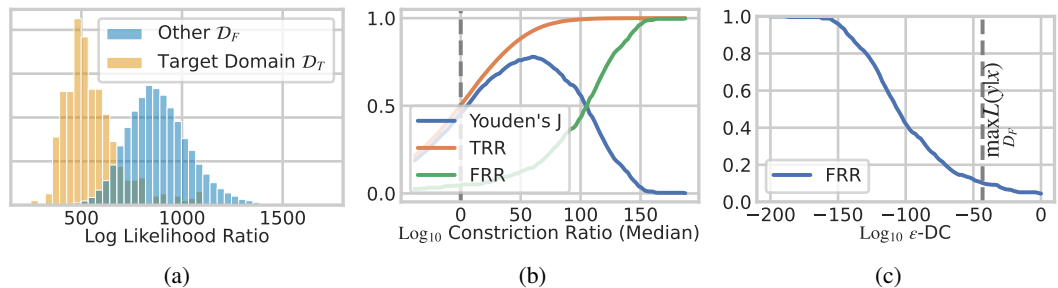 Other D_F
Target Domain D_T
500 1000 1500
Log Likelihood Ratio
(a)
1.0
0.5
0.0
Youden's J
TRR
FRR
0 50 100 150
Log₁₀ Constriction Ratio (Median)
(b)
1.0
0.8
0.6
0.4
0.2
0.0
FRR
max L(y|x)
D_F
−200 −150 −100 −50 0
Log₁₀ ε-DC
(c)